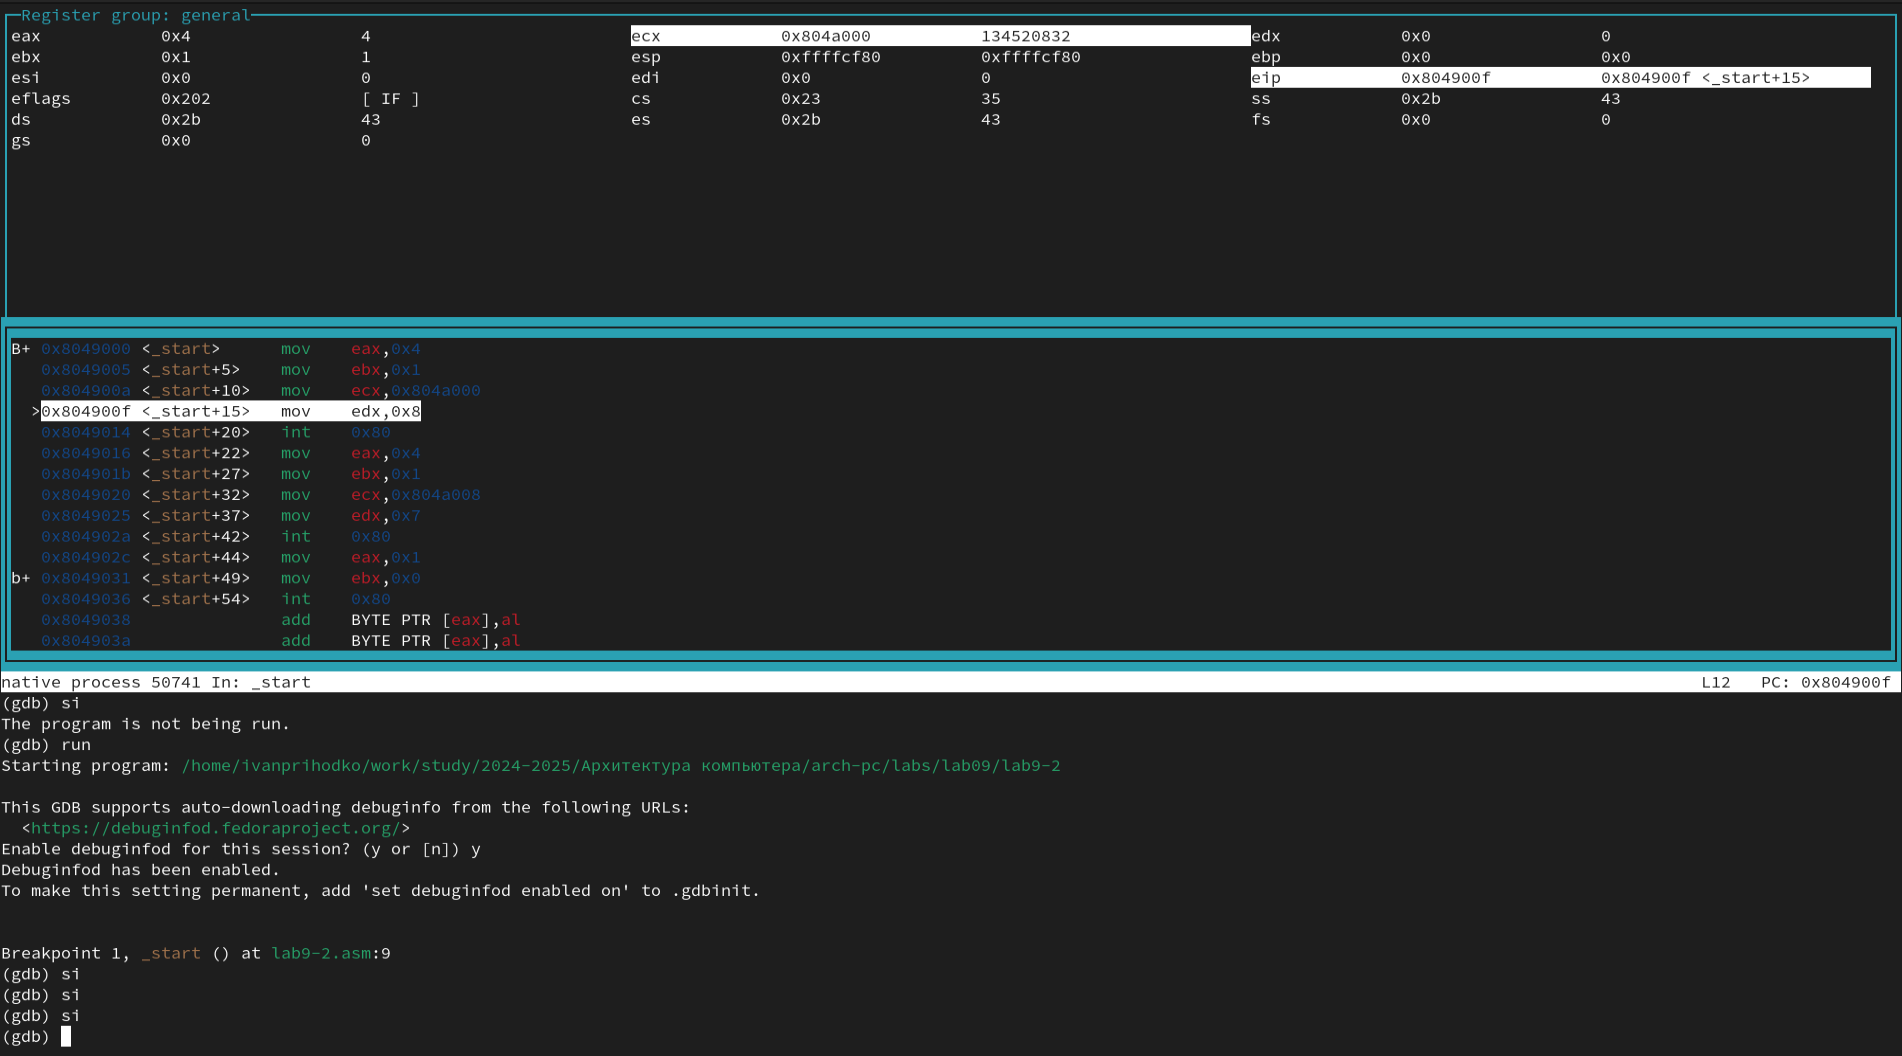 Register group: general
eax 0x4 4 ecx 0x804a000 134520832 edx 0x0 0
ebx 0x1 1 esp 0xffffcf80 0xffffcf80 ebp 0x0 0x0
esi 0x0 0 edi 0x0 0 eip 0x804900f 0x804900f <_start+15>
eflags 0x202 [ IF ] cs 0x23 35 ss 0x2b 43
ds 0x2b 43 es 0x2b 43 fs 0x0 0
gs 0x0 0
B+ 0x8049000 <_start> mov eax,0x4
0x8049005 <_start+5> mov ebx,0x1
0x804900a <_start+10> mov ecx,0x804a000
>0x804900f <_start+15> mov edx,0x8
0x8049014 <_start+20> int 0x80
0x8049016 <_start+22> mov eax,0x4
0x804901b <_start+27> mov ebx,0x1
0x8049020 <_start+32> mov ecx,0x804a008
0x8049025 <_start+37> mov edx,0x7
0x804902a <_start+42> int 0x80
0x804902c <_start+44> mov eax,0x1
b+ 0x8049031 <_start+49> mov ebx,0x0
0x8049036 <_start+54> int 0x80
0x8049038 add BYTE PTR [eax],al
0x804903a add BYTE PTR [eax],al
native process 50741 In: _start L12 PC: 0x804900f
(gdb) si
The program is not being run.
(gdb) run
Starting program: /home/ivanprihodko/work/study/2024-2025/Архитектура компьютера/arch-pc/labs/lab09/lab9-2
This GDB supports auto-downloading debuginfo from the following URLs:
<https://debuginfod.fedoraproject.org/>
Enable debuginfod for this session? (y or [n]) y
Debuginfod has been enabled.
To make this setting permanent, add 'set debuginfod enabled on' to .gdbinit.
Breakpoint 1, _start () at lab9-2.asm:9
(gdb) si
(gdb) si
(gdb) si
(gdb)